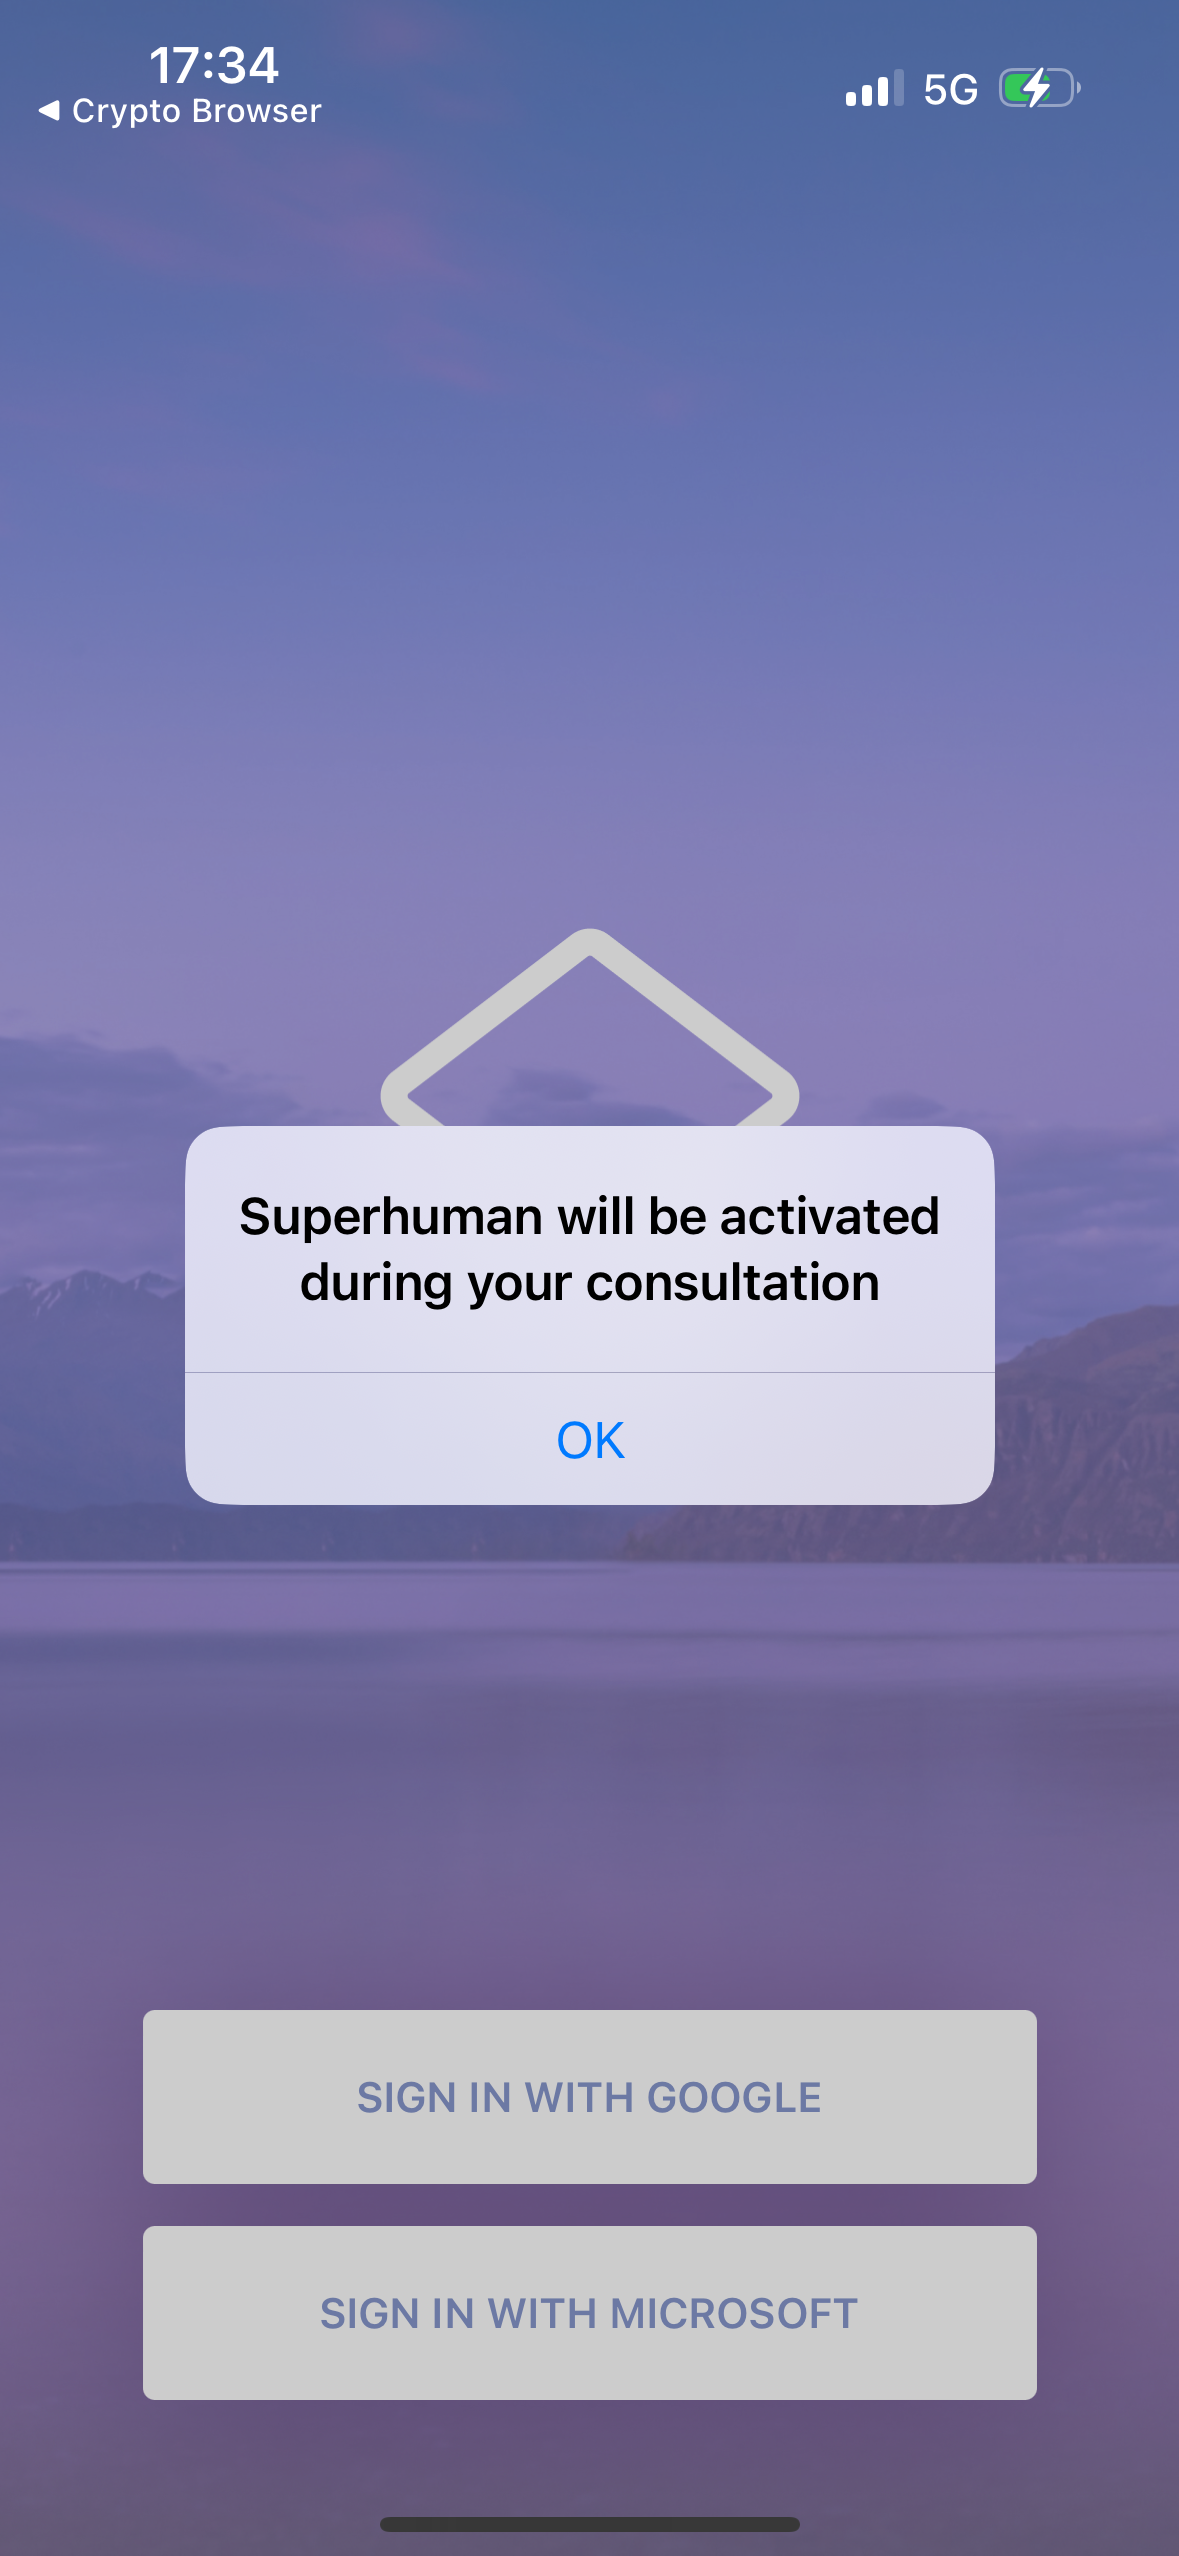 17:34
◀ Crypto Browser
5G
Superhuman will be activated
during your consultation
OK
SIGN IN WITH GOOGLE
SIGN IN WITH MICROSOFT